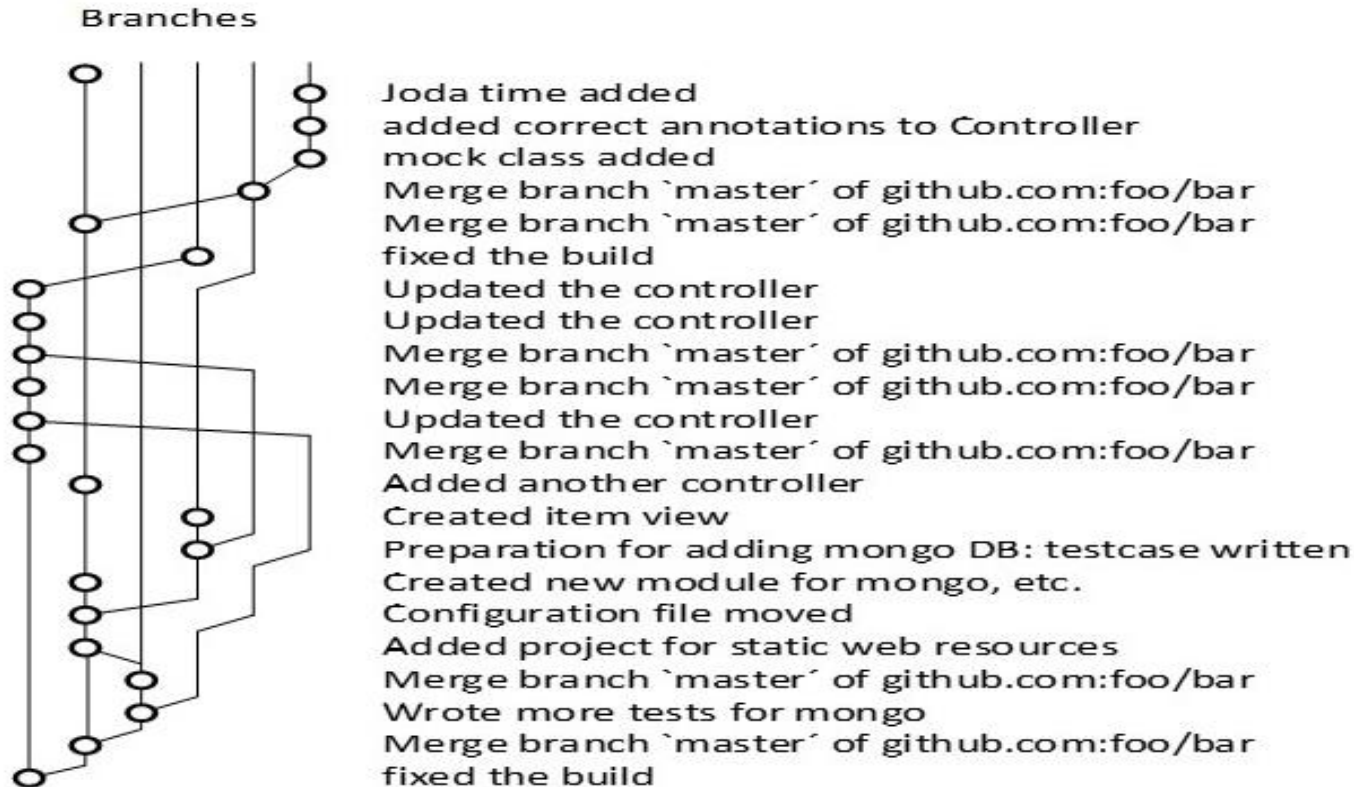 Branches
Joda time added
added correct annotations to Controller
mock class added
Merge branch `master´ of github.com:foo/bar
Merge branch `master´ of github.com:foo/bar
fixed the build
Updated the controller
Updated the controller
Merge branch `master´ of github.com:foo/bar
Merge branch `master´ of github.com:foo/bar
Updated the controller
Merge branch `master´ of github.com:foo/bar
Added another controller
Created item view
Preparation for adding mongo DB: testcase written
Created new module for mongo, etc.
Configuration file moved
Added project for static web resources
Merge branch `master´ of github.com:foo/bar
Wrote more tests for mongo
Merge branch `master´ of github.com:foo/bar
fixed the build